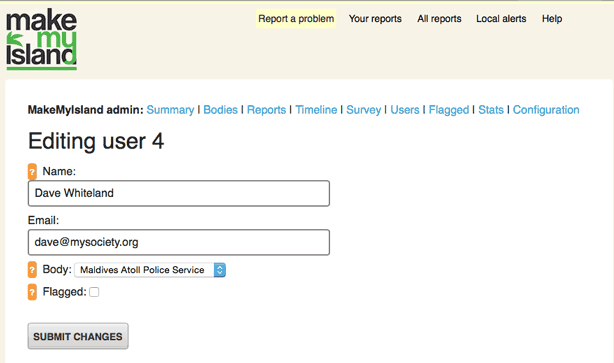 make
my
Island
Report a problem Your reports All reports Local alerts Help
MakeMyIsland admin: Summary | Bodies | Reports | Timeline | Survey | Users | Flagged | Stats | Configuration
Editing user 4
? Name:
Dave Whiteland
Email:
dave@mysociety.org
? Body: Maldives Atoll Police Service
? Flagged:
SUBMIT CHANGES